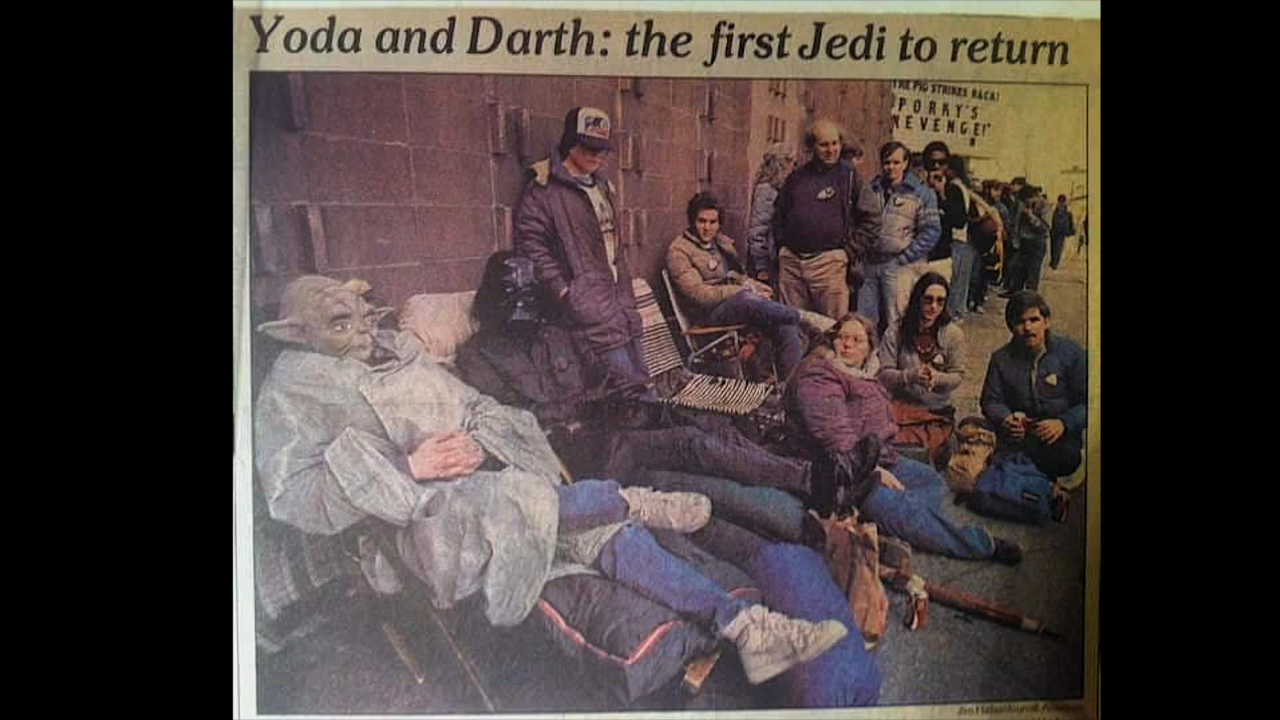 Yoda and Darth: the first Jedi to return
THE PIG STRIKES BACK!
PORKY'S
REVENGE!"